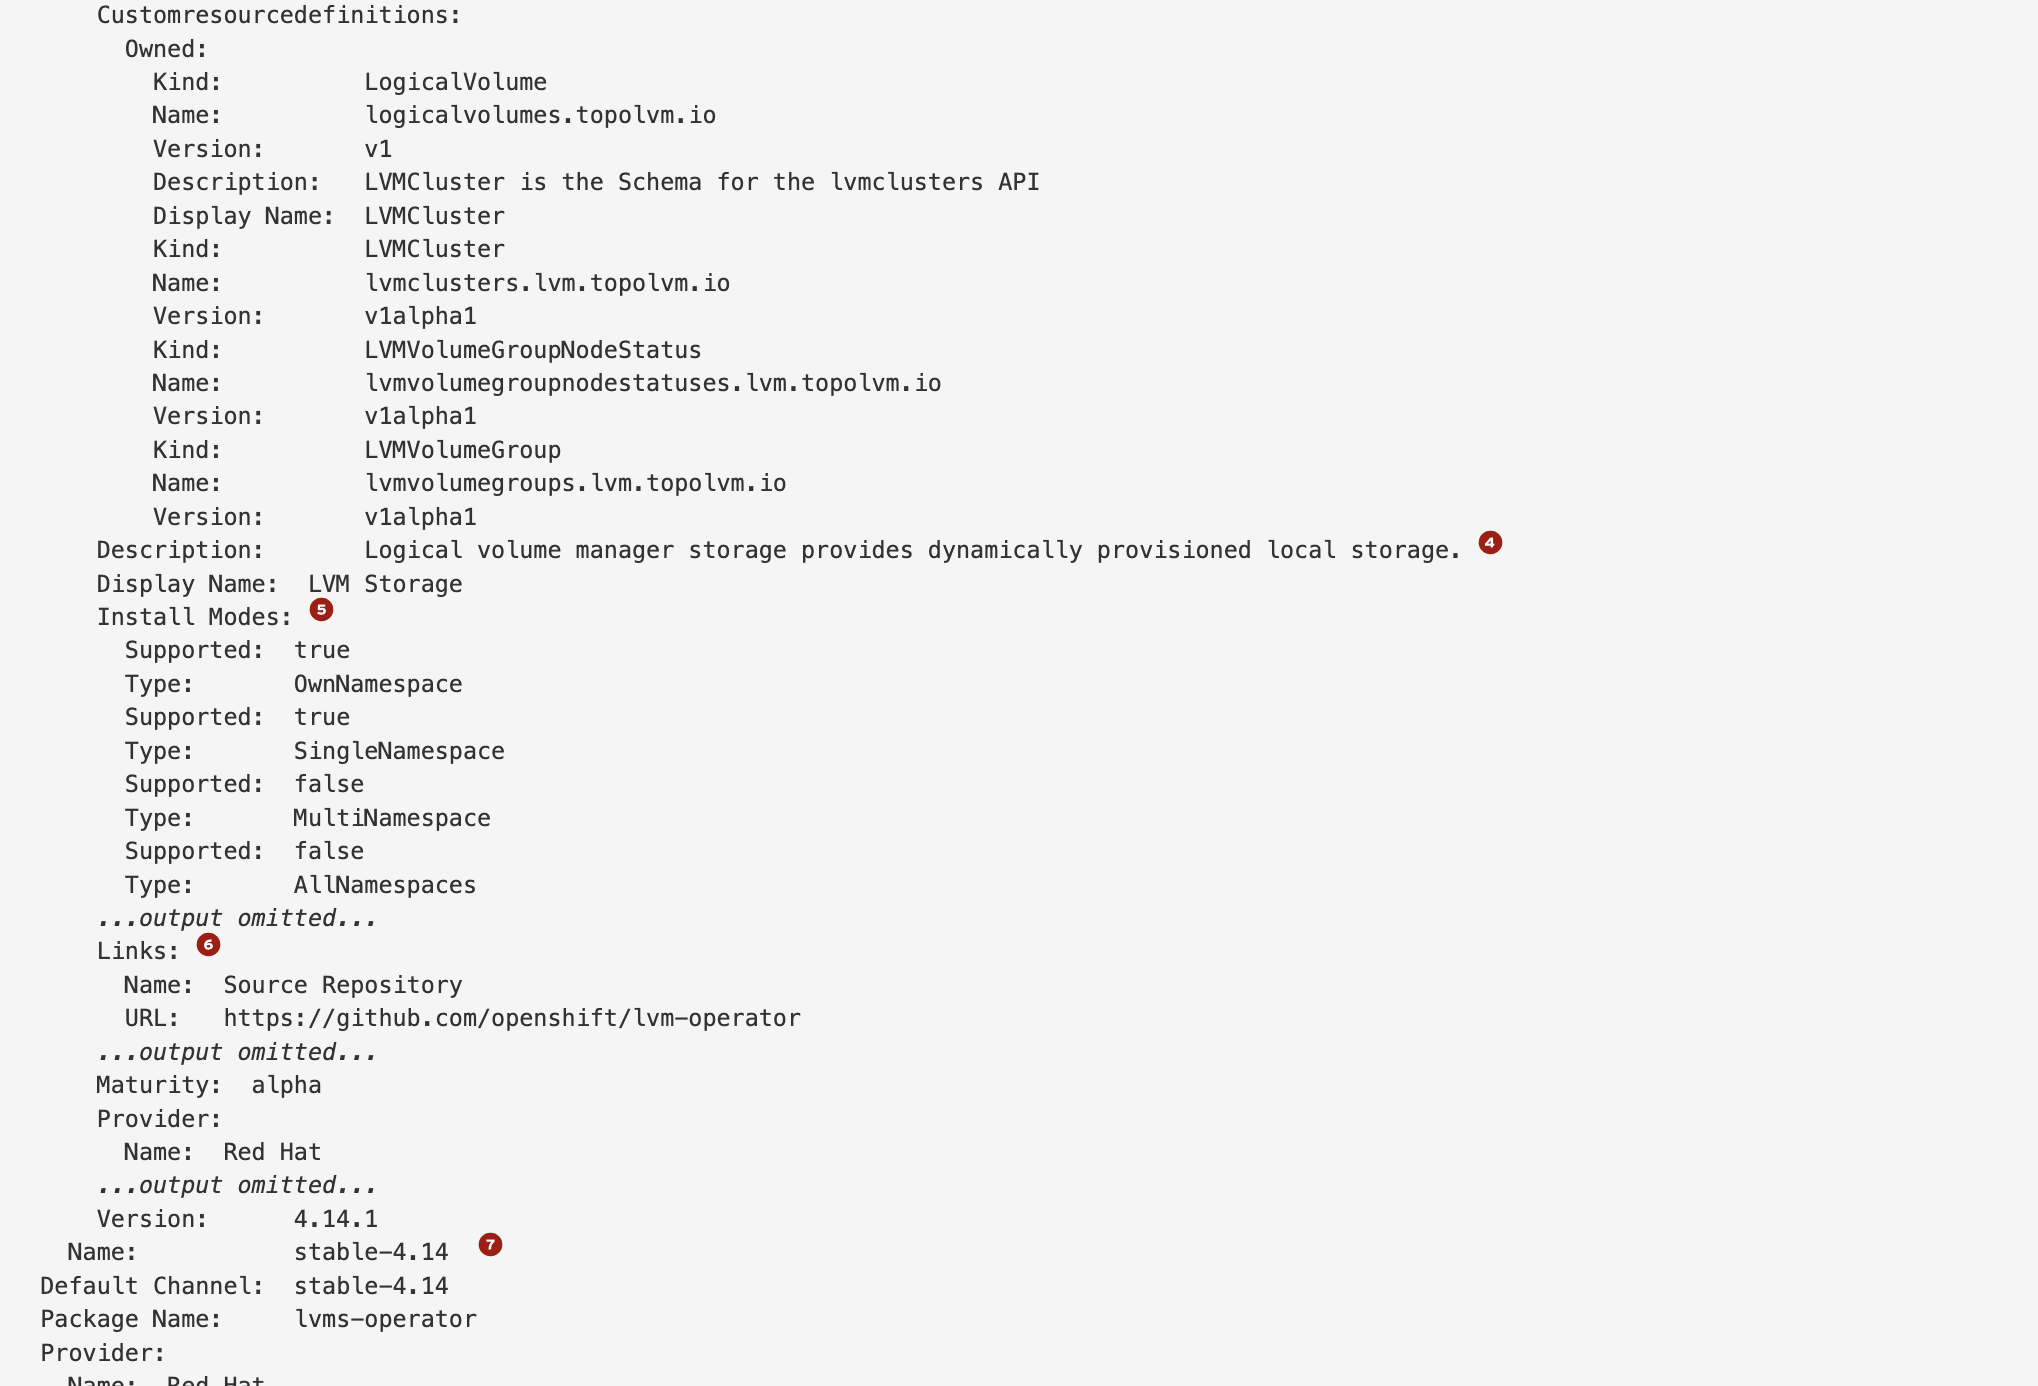 Customresourcedefinitions:
Owned:
Kind: LogicalVolume
Name: logicalvolumes.topolvm.io
Version: v1
Description: LVMCluster is the Schema for the lvmclusters API
Display Name: LVMCluster
Kind: LVMCluster
Name: lvmclusters.lvm.topolvm.io
Version: v1alpha1
Kind: LVMVolumeGroupNodeStatus
Name: lvmvolumegroupnodestatuses.lvm.topolvm.io
Version: v1alpha1
Kind: LVMVolumeGroup
Name: lvmvolumegroups.lvm.topolvm.io
Version: v1alpha1
Description: Logical volume manager storage provides dynamically provisioned local storage. 4
Display Name: LVM Storage
Install Modes: 5
Supported: true
Type: OwnNamespace
Supported: true
Type: SingleNamespace
Supported: false
Type: MultiNamespace
Supported: false
Type: AllNamespaces
...output omitted...
Links: 6
Name: Source Repository
URL: https://github.com/openshift/lvm-operator
...output omitted...
Maturity: alpha
Provider:
Name: Red Hat
...output omitted...
Version: 4.14.1
Name: stable-4.14 7
Default Channel: stable-4.14
Package Name: lvms-operator
Provider:
Name: Red Hat